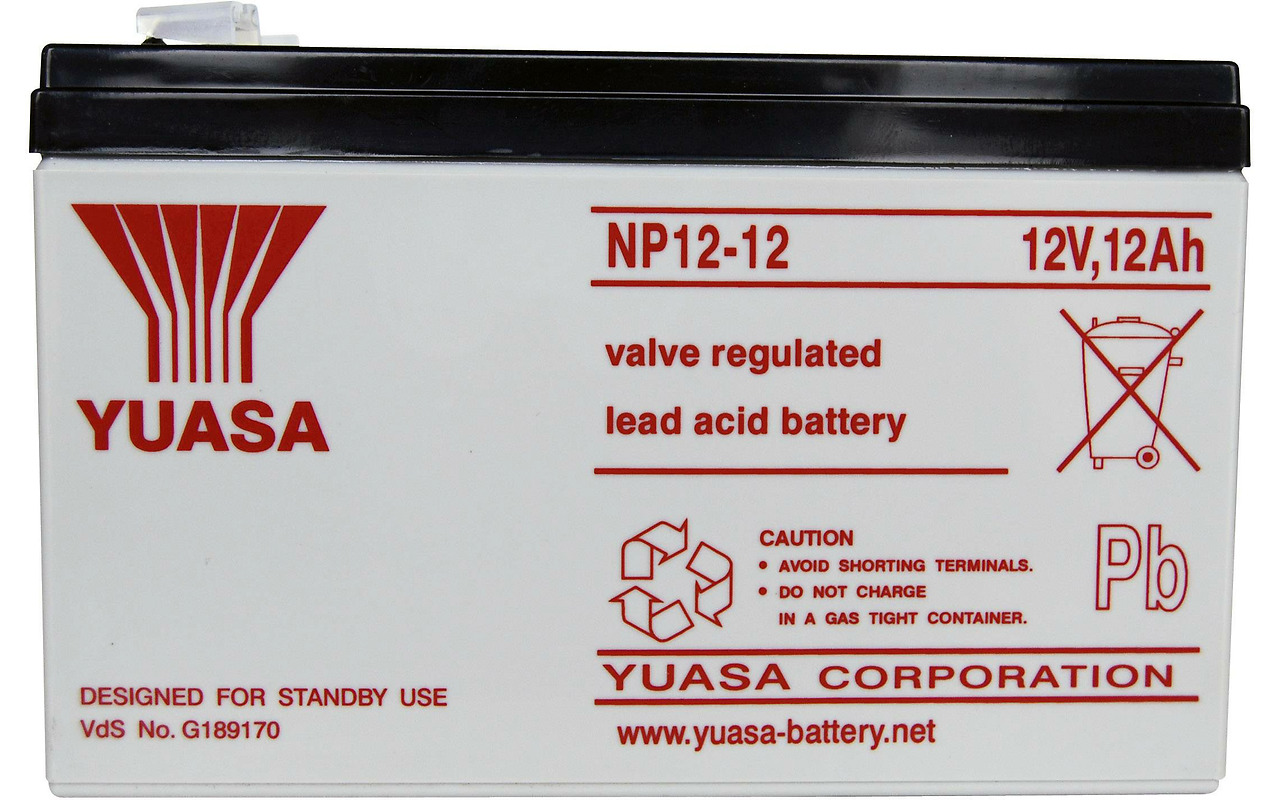 YUASA
DESIGNED FOR STANDBY USE
VdS No. G189170
NP12-12 12V,12Ah
valve regulated
lead acid battery
CAUTION
• AVOID SHORTING TERMINALS.
• DO NOT CHARGE
IN A GAS TIGHT CONTAINER.
Pb
YUASA CORPORATION
www.yuasa-battery.net